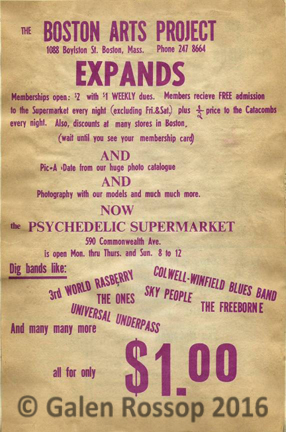 THE BOSTON ARTS PROJECT
1088 Boylston St. Boston, Mass. Phone 247 8664
EXPANDS
Memberships open: $2 with $1 WEEKLY dues. Members recieve FREE admission
to the Supermarket every night (excluding Fri.&Sat.) plus ¾ price to the Catacombs
every night. Also, discounts at many stores in Boston,
(wait until you see your membership card)
AND
Pic-A-Date from our huge photo catalogue
AND
Photography with our models and much much more.
NOW
the PSYCHEDELIC SUPERMARKET
590 Commonwealth Ave.
is open Mon. thru Thurs. and Sun. 8 to 12
Dig bands like:
3rd WORLD RASBERRY
COLWELL-WINFIELD BLUES BAND
THE ONES
SKY PEOPLE
THE FREEBORNE
UNIVERSAL UNDERPASS
And many many more
all for only $1.00
© Galen Rossop 2016